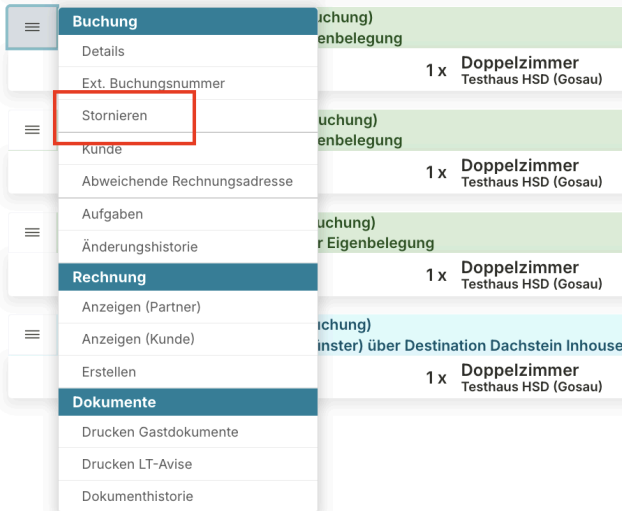 Buchung
Details
Ext. Buchungsnummer
Stornieren
Kunde
Abweichende Rechnungsadresse
Aufgaben
Änderungshistorie
Rechnung
Anzeigen (Partner)
Anzeigen (Kunde)
Erstellen
Dokumente
Drucken Gastdokumente
Drucken LT-Avise
Dokumenthistorie
uchung)
enbelegung
1 x Doppelzimmer
Testhaus HSD (Gosau)
uchung)
enbelegung
1 x Doppelzimmer
Testhaus HSD (Gosau)
uchung)
r Eigenbelegung
1 x Doppelzimmer
Testhaus HSD (Gosau)
uchung)
ünster) über Destination Dachstein Inhouse
1 x Doppelzimmer
Testhaus HSD (Gosau)